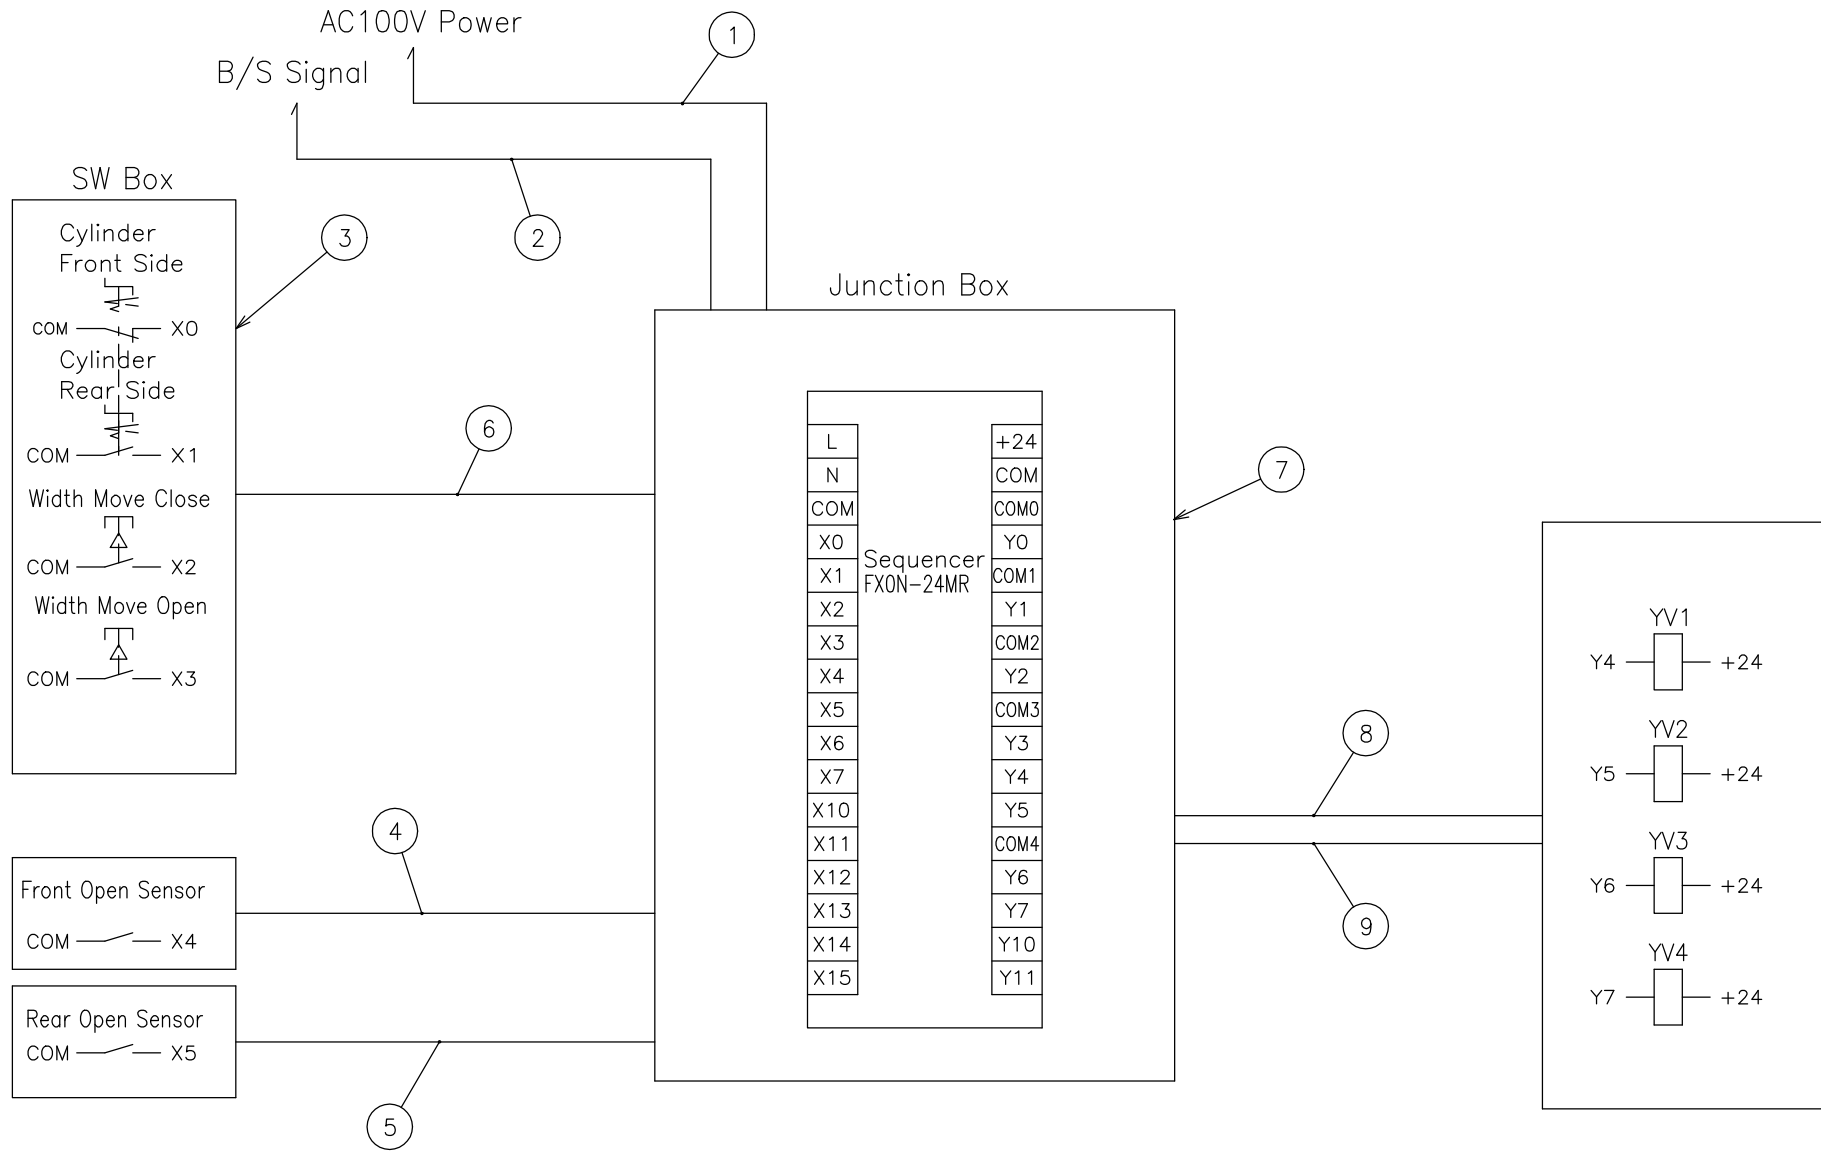 AC100V Power
1
B/S Signal
2
SW Box
3
Cylinder
Front Side
COM X0
Cylinder
Rear Side
COM X1
Width Move Close
COM X2
Width Move Open
COM X3
6
Front Open Sensor
COM X4
4
Rear Open Sensor
COM X5
5
Junction Box
7
Sequencer
FX0N-24MR
L
N
COM
X0
X1
X2
X3
X4
X5
X6
X7
X10
X11
X12
X13
X14
X15
+24
COM
COM0
Y0
COM1
Y1
COM2
Y2
COM3
Y3
Y4
Y5
COM4
Y6
Y7
Y10
Y11
8
9
YV1
Y4 +24
YV2
Y5 +24
YV3
Y6 +24
YV4
Y7 +24